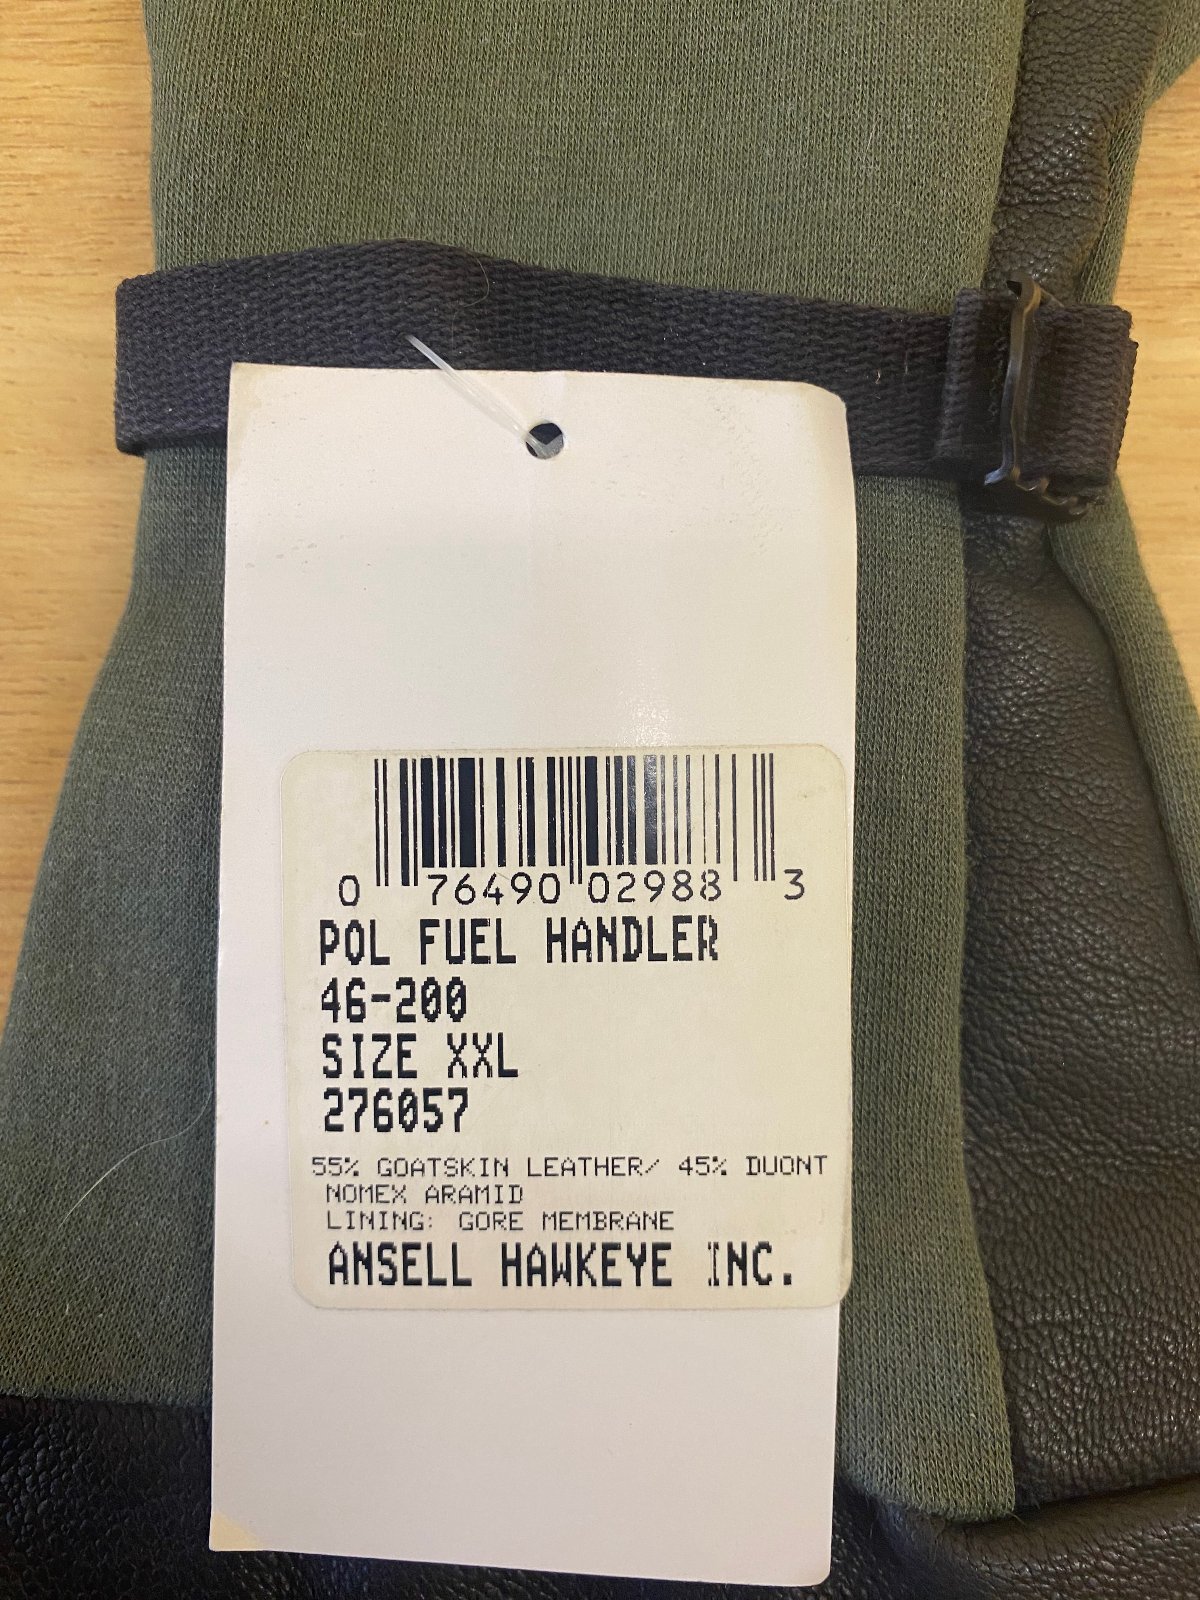 0 76490 02988 3
POL FUEL HANDLER
46-200
SIZE XXL
276057
55% GOATSKIN LEATHER/ 45% DUONT
NOMEX ARAMID
LINING: GORE MEMBRANE
ANSELL HAWKEYE INC.